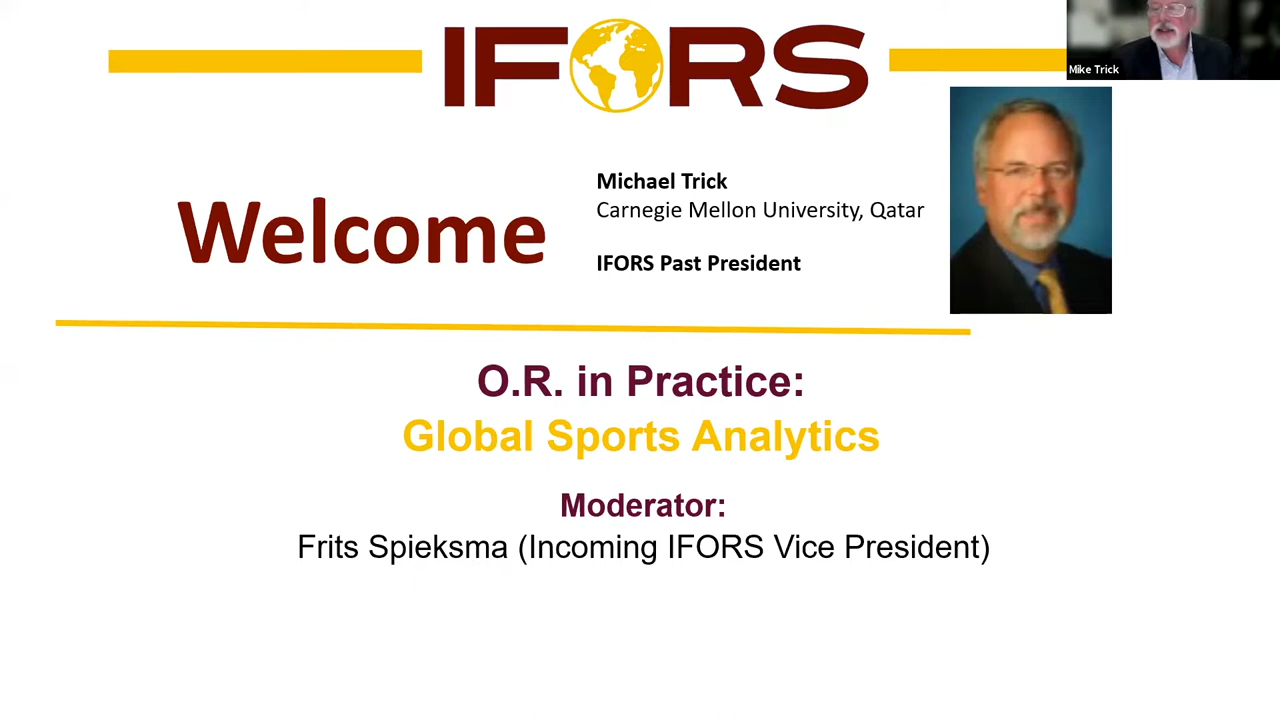 IFORS
Mike Trick
Michael Trick
Carnegie Mellon University, Qatar
Welcome
IFORS Past President
O.R. in Practice:
Global Sports Analytics
Moderator:
Frits Spieksma (Incoming IFORS Vice President)